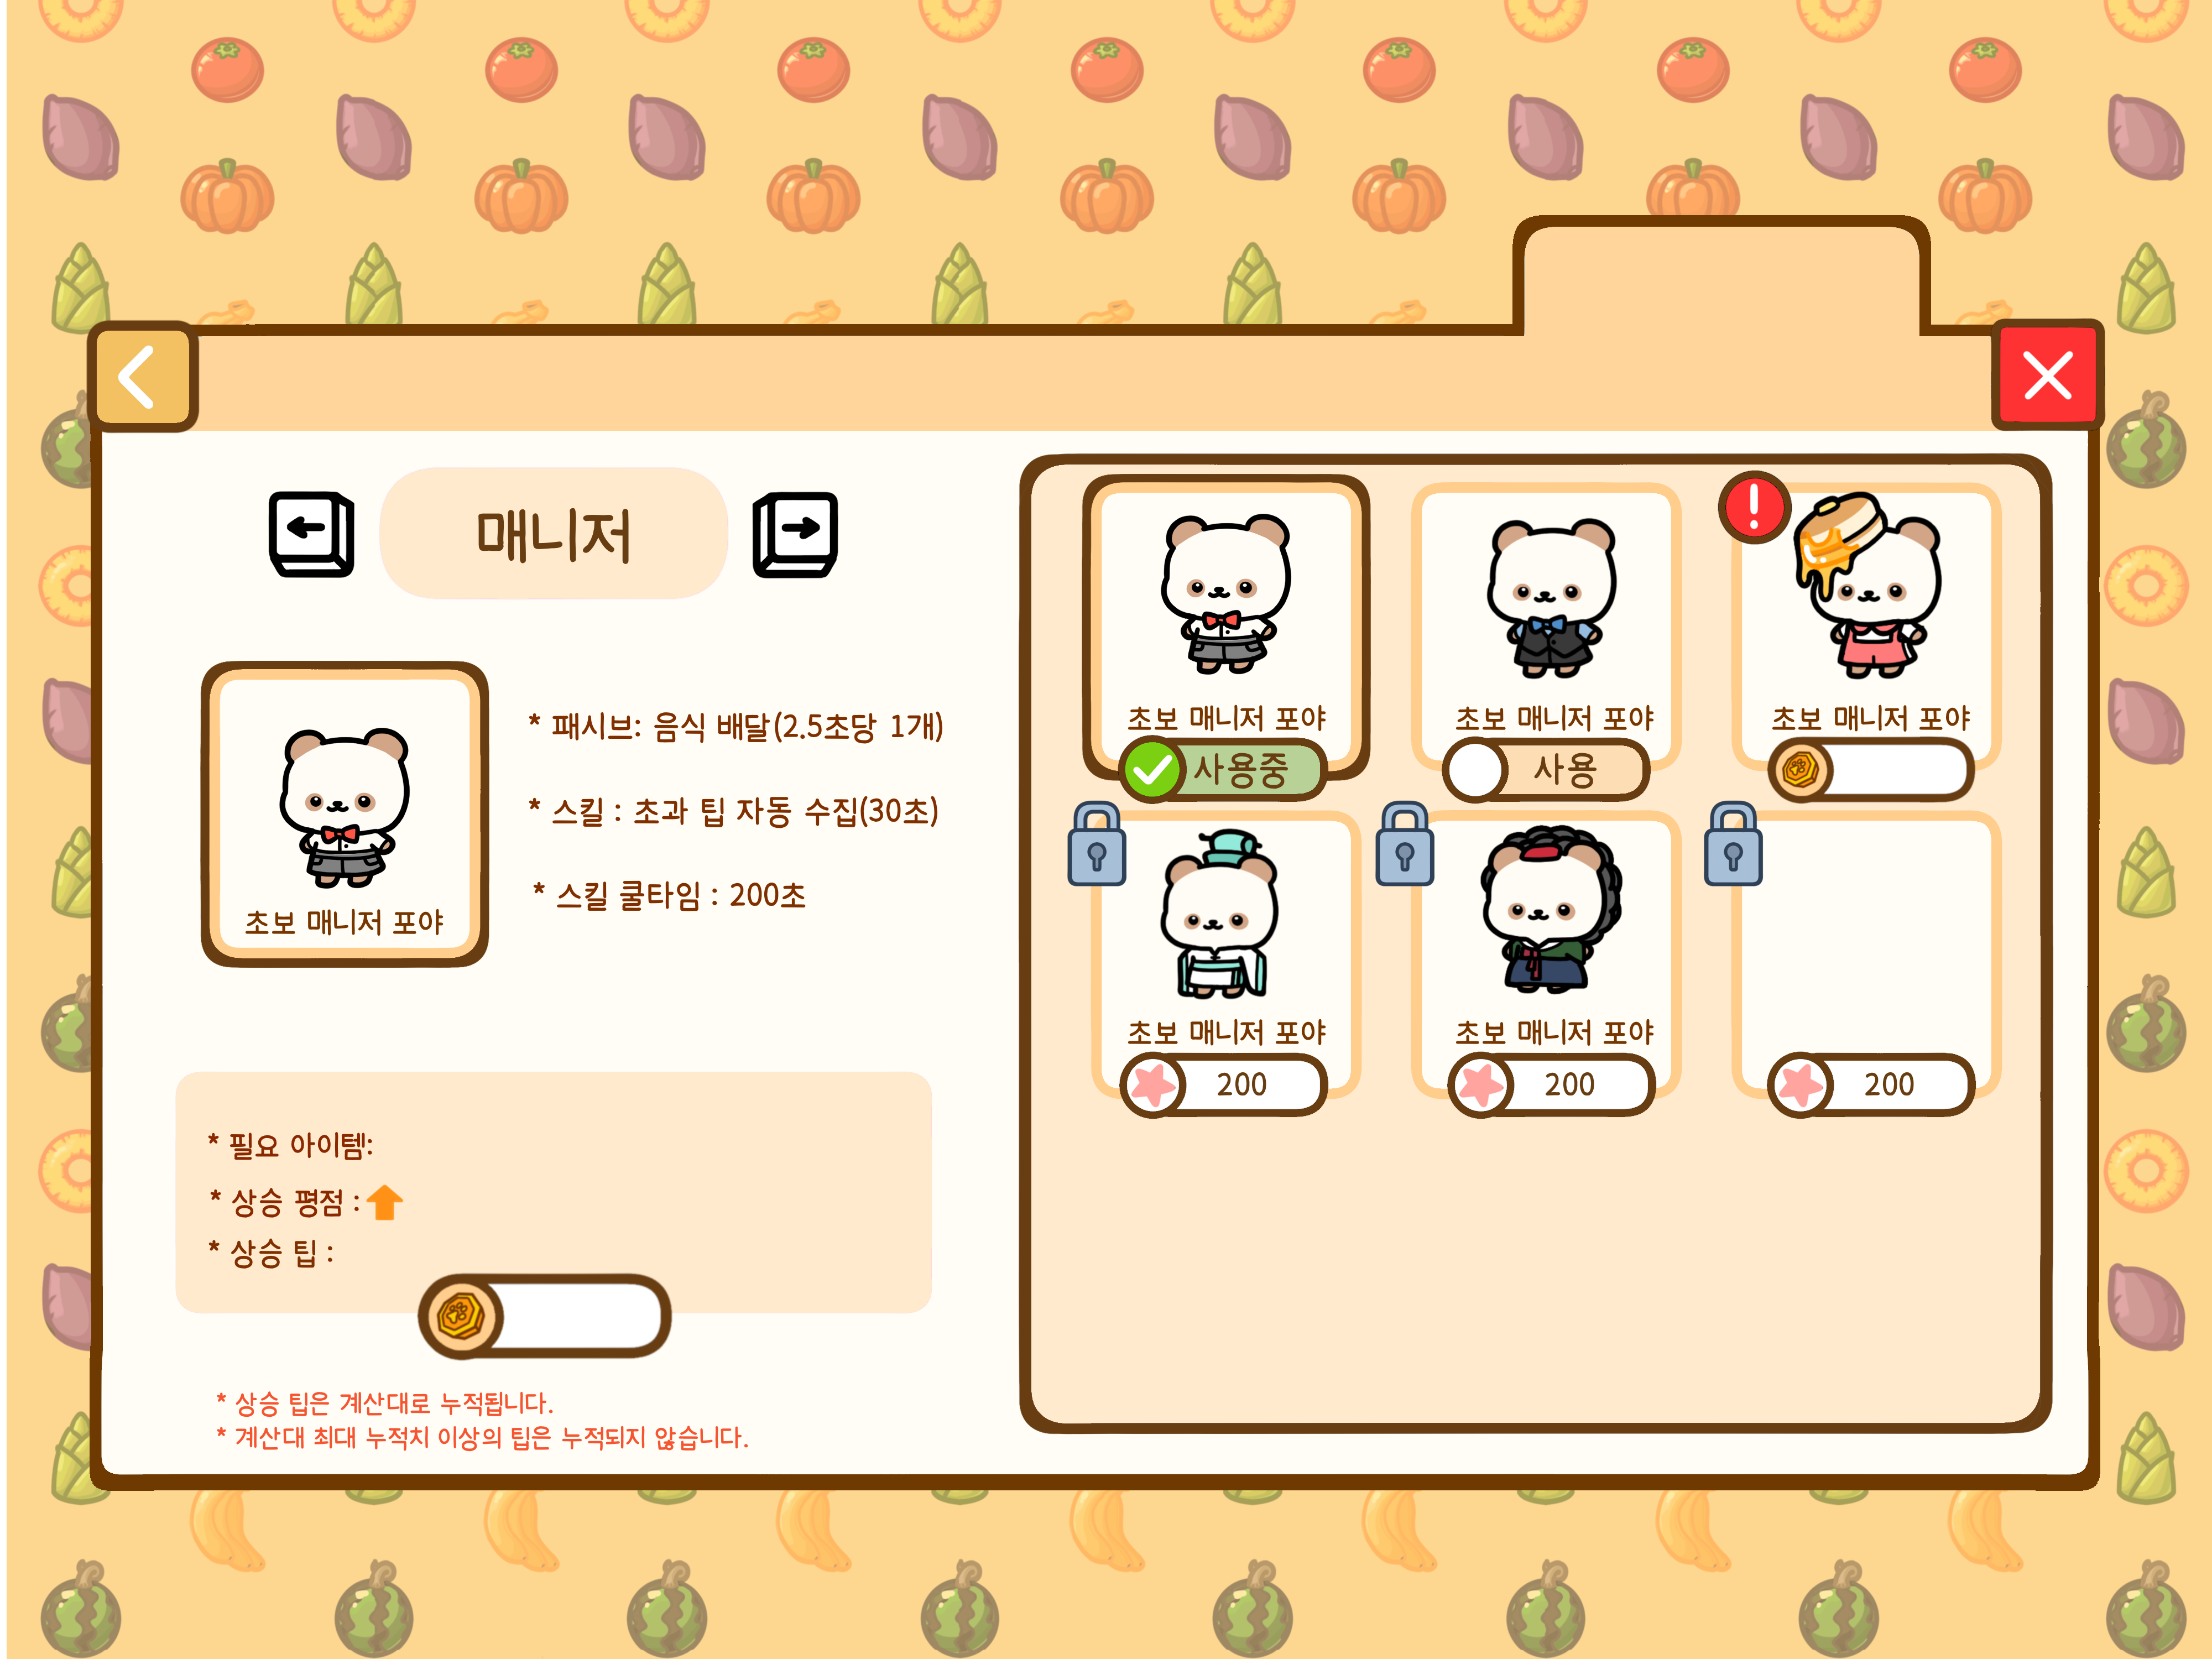 매니저
초보 매니저 포야
* 패시브: 음식 배달(2.5초당 1개)
* 스킬 : 초과 팁 자동 수집(30초)
* 스킬 쿨타임 : 200초
* 필요 아이템:
* 상승 평점 :
* 상승 팁 :
* 상승 팁은 계산대로 누적됩니다.
* 계산대 최대 누적치 이상의 팁은 누적되지 않습니다.
초보 매니저 포야
사용중
초보 매니저 포야
사용
초보 매니저 포야
초보 매니저 포야
200
초보 매니저 포야
200
200